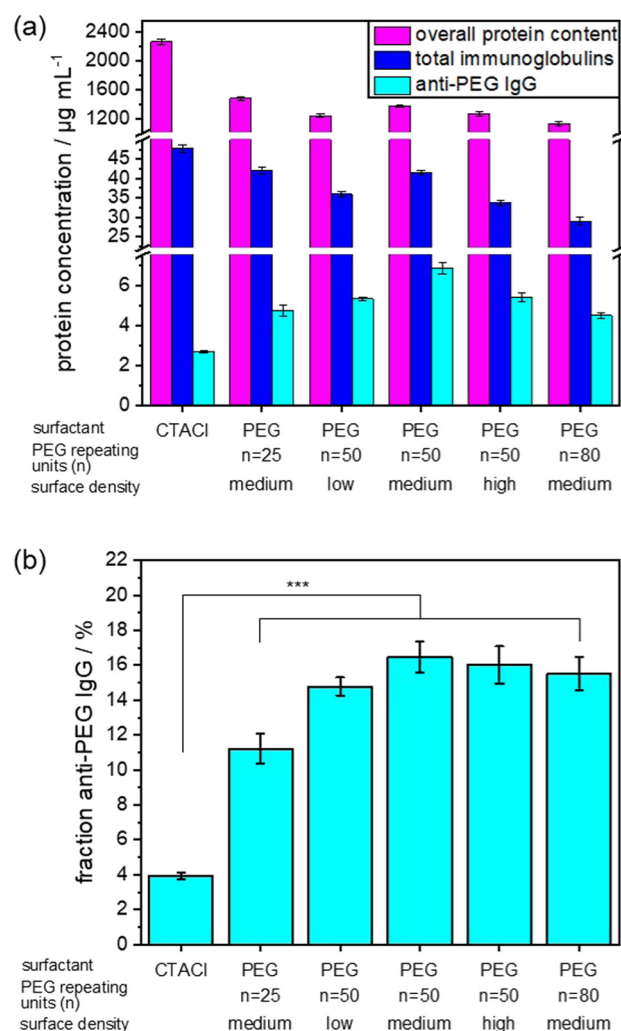 (a)
overall protein content
total immunoglobulins
anti-PEG IgG
protein concentration / µg mL⁻¹
2400
2000
1600
1200
45
40
35
30
25
6
4
2
0
surfactant CTACl PEG PEG PEG PEG PEG
PEG repeating
units (n) n=25 n=50 n=50 n=50 n=80
surface density medium low medium high medium
(b)
fraction anti-PEG IgG / %
22
20
18
16
14
12
10
8
6
4
2
0
***
surfactant CTACl PEG PEG PEG PEG PEG
PEG repeating
units (n) n=25 n=50 n=50 n=50 n=80
surface density medium low medium high medium